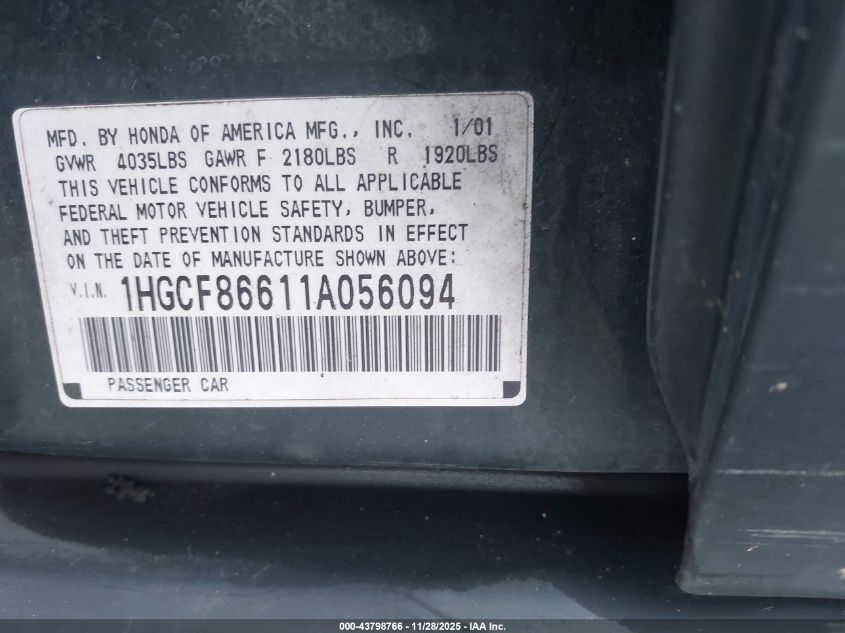 MFD. BY HONDA OF AMERICA MFG., INC. 1/01
GVWR 4035LBS GAWR F 2180LBS R 1920LBS
THIS VEHICLE CONFORMS TO ALL APPLICABLE
FEDERAL MOTOR VEHICLE SAFETY, BUMPER,
AND THEFT PREVENTION STANDARDS IN EFFECT
ON THE DATE OF MANUFACTURE SHOWN ABOVE:
V.I.N. 1HGCF86611A056094
PASSENGER CAR
000-43798766 - 11/28/2025 - IAA Inc.